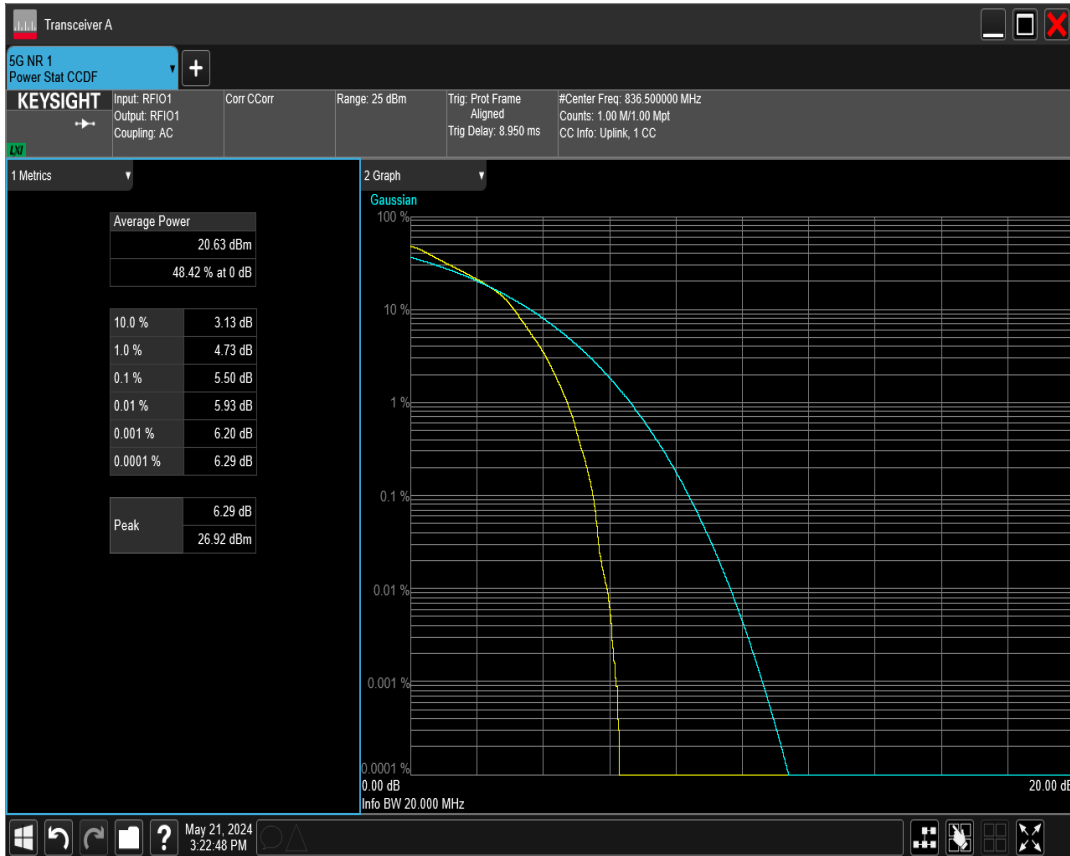 Transceiver A
5G NR 1
Power Stat CCDF
KEYSIGHT
LXI
Input: RFIO1
Output: RFIO1
Coupling: AC
Corr CCorr
Range: 25 dBm
Trig: Prot Frame
Aligned
Trig Delay: 8.950 ms
#Center Freq: 836.500000 MHz
Counts: 1.00 M/1.00 Mpt
CC Info: Uplink, 1 CC
1 Metrics
Average Power
20.63 dBm
48.42 % at 0 dB
10.0 % 3.13 dB
1.0 % 4.73 dB
0.1 % 5.50 dB
0.01 % 5.93 dB
0.001 % 6.20 dB
0.0001 % 6.29 dB
Peak 6.29 dB
26.92 dBm
2 Graph
Gaussian
100 %
10 %
1 %
0.1 %
0.01 %
0.001 %
0.0001 %
0.00 dB 20.00 dB
Info BW 20.000 MHz
?
May 21, 2024
3:22:48 PM